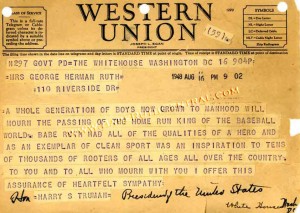 WESTERN
UNION
1948 AUG 16 PM 9 02
N297 GOVT PD=THE WHITEHOUSE WASHINGTON DC 16 904P
MRS GEORGE HERMAN RUTH
110 RIVERSIDE DR
A WHOLE GENERATION OF BOYS NOW GROWN TO MANHOOD WILL
MOURN THE PASSING OF THE HOME RUN KING OF THE BASEBALL
WORLD. BABE RUTH HAD ALL OF THE QUALITIES OF A HERO AND
AS AN EXEMPLAR OF CLEAN SPORT WAS AN INSPIRATION TO TENS
OF THOUSANDS OF ROOTERS OF ALL AGES ALL OVER THE COUNTRY.
TO YOU AND TO ALL WHO MOURN WITH YOU I OFFER THIS
ASSURANCE OF HEARTFELT SYMPATHY=
Hon HARRY S TRUMAN= President of the United States
White House